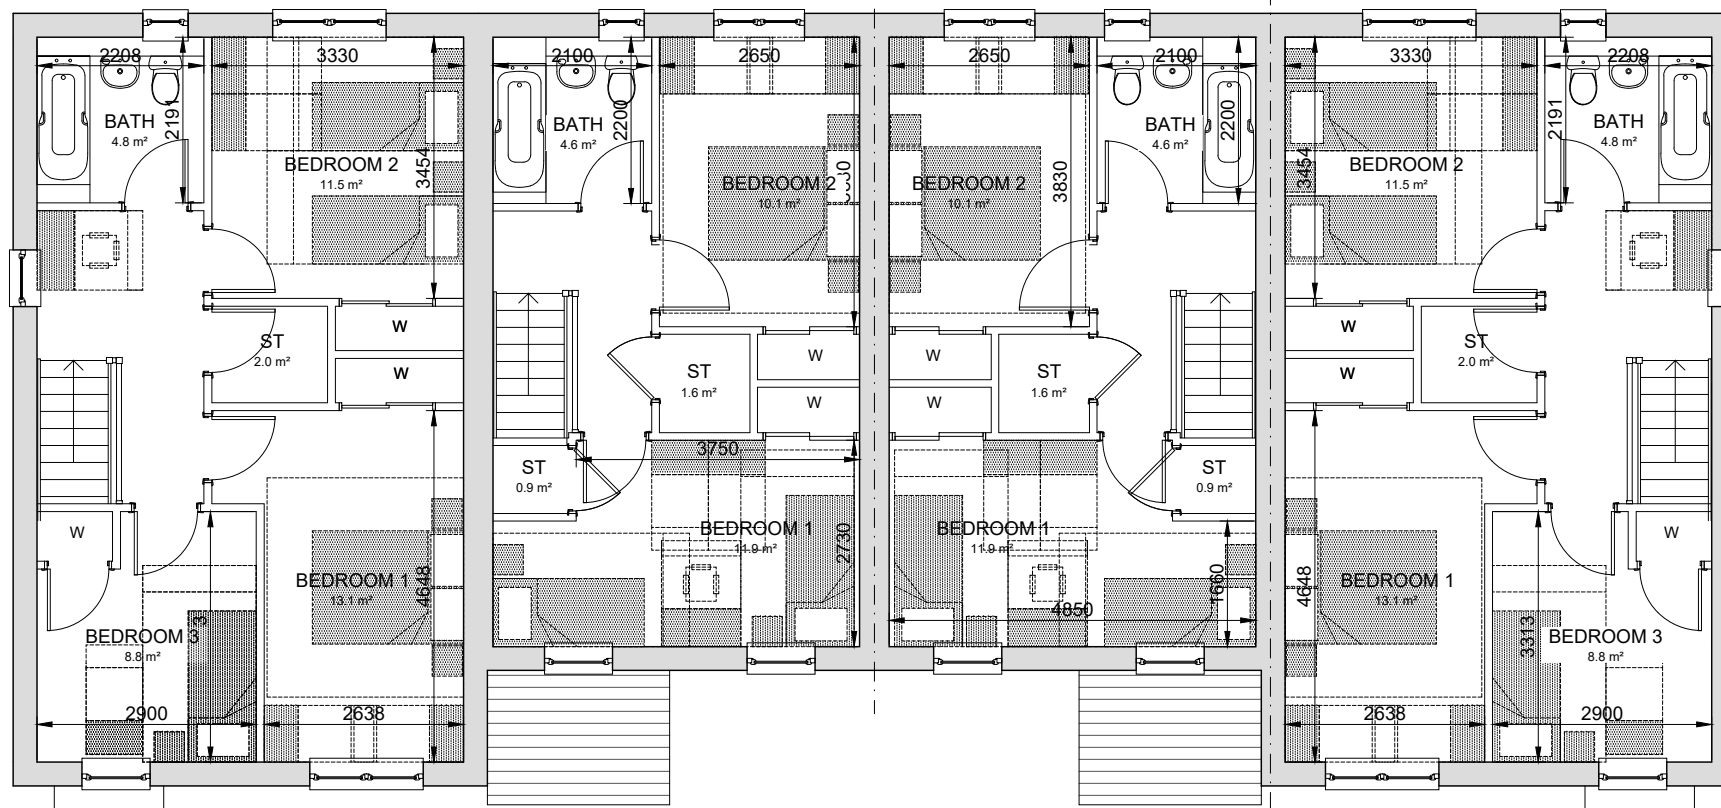 2208
3330
2100
2650
2650
2100
3330
2208
BATH
4.8 m²
2191
BEDROOM 2
11.5 m²
3454
BATH
4.6 m²
2200
BEDROOM 2
10.1 m²
BEDROOM 2
10.1 m²
3830
BATH
4.6 m²
2200
3454
BEDROOM 2
11.5 m²
2191
BATH
4.8 m²
ST
2.0 m²
W
W
ST
1.6 m²
W
W
W
W
ST
1.6 m²
W
W
ST
2.0 m²
3750
ST
0.9 m²
BEDROOM 1
11.9 m²
2730
BEDROOM 1
11.9 m²
ST
0.9 m²
1660
4850
W
BEDROOM 1
13.1 m²
4648
BEDROOM 3
8.8 m²
2900
2638
4648
BEDROOM 1
13.1 m²
W
3313
BEDROOM 3
8.8 m²
2638
2900